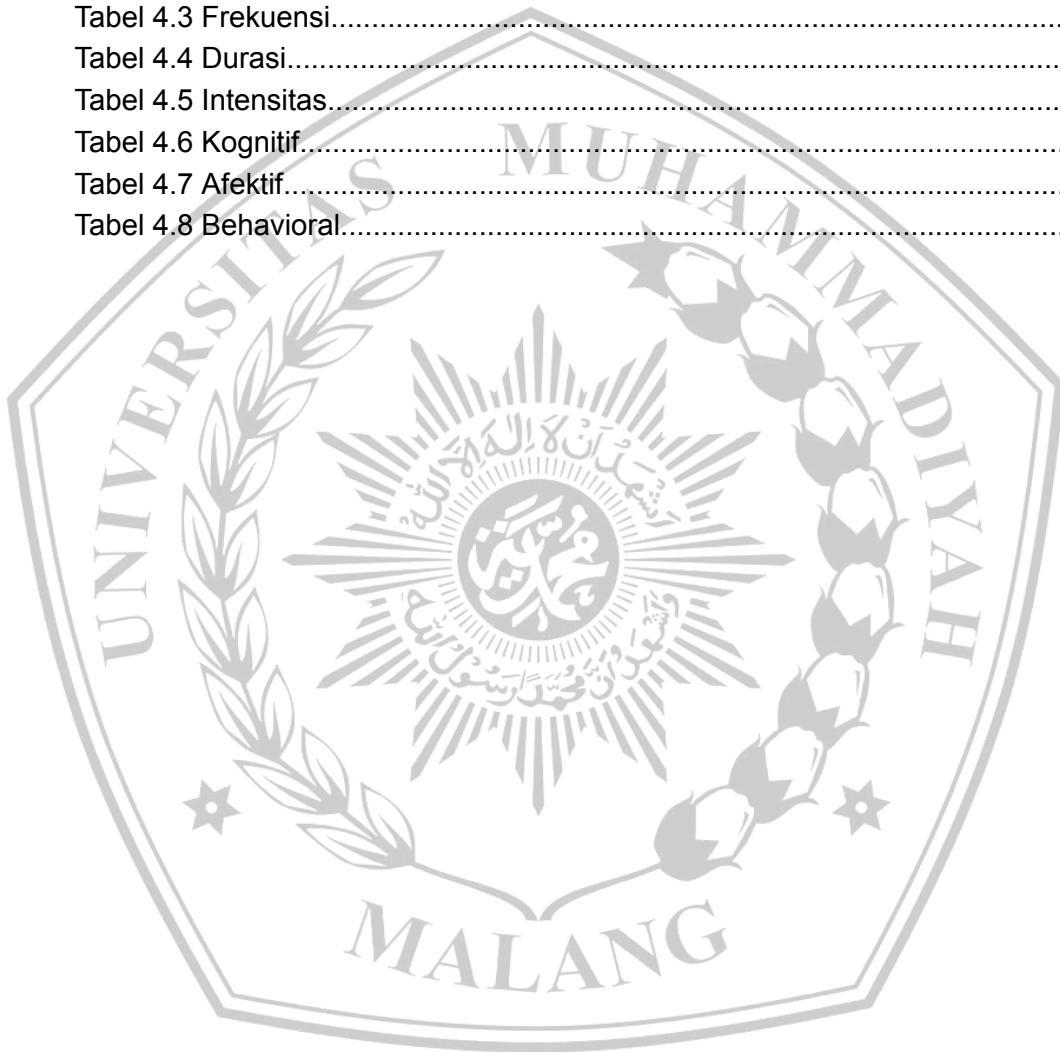 Tabel 4.3 Frekuensi
Tabel 4.4 Durasi
Tabel 4.5 Intensitas
Tabel 4.6 Kognitif
Tabel 4.7 Afektif
Tabel 4.8 Behavioral
UNIVERSITAS MUHAMMADIYAH
MALANG